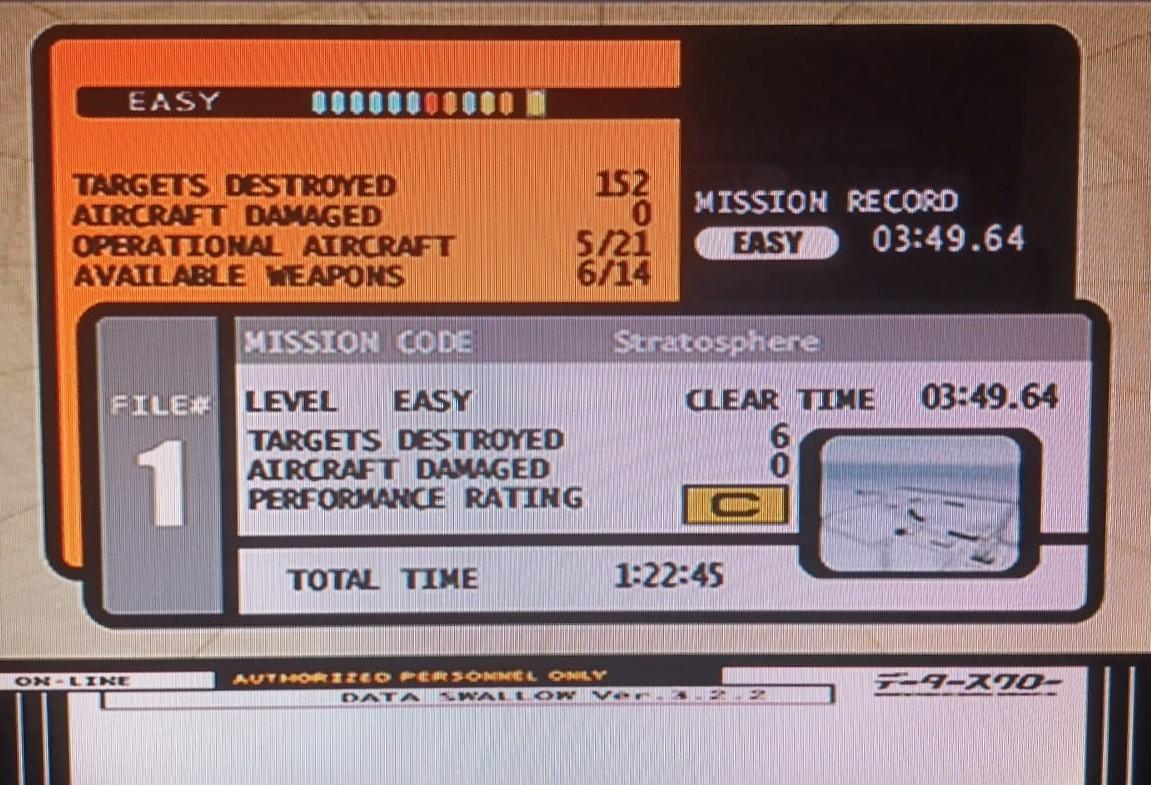 EASY
TARGETS DESTROYED 152
AIRCRAFT DAMAGED 0
OPERATIONAL AIRCRAFT 5/21
AVAILABLE WEAPONS 6/14
MISSION RECORD
EASY 03:49.64
FILE#
1
MISSION CODE Stratosphere
LEVEL EASY CLEAR TIME 03:49.64
TARGETS DESTROYED 6
AIRCRAFT DAMAGED 0
PERFORMANCE RATING C
TOTAL TIME 1:22:45
ON-LINE AUTHORIZED PERSONNEL ONLY
DATA SWALLOW Ver.3.2.2
データースワロー